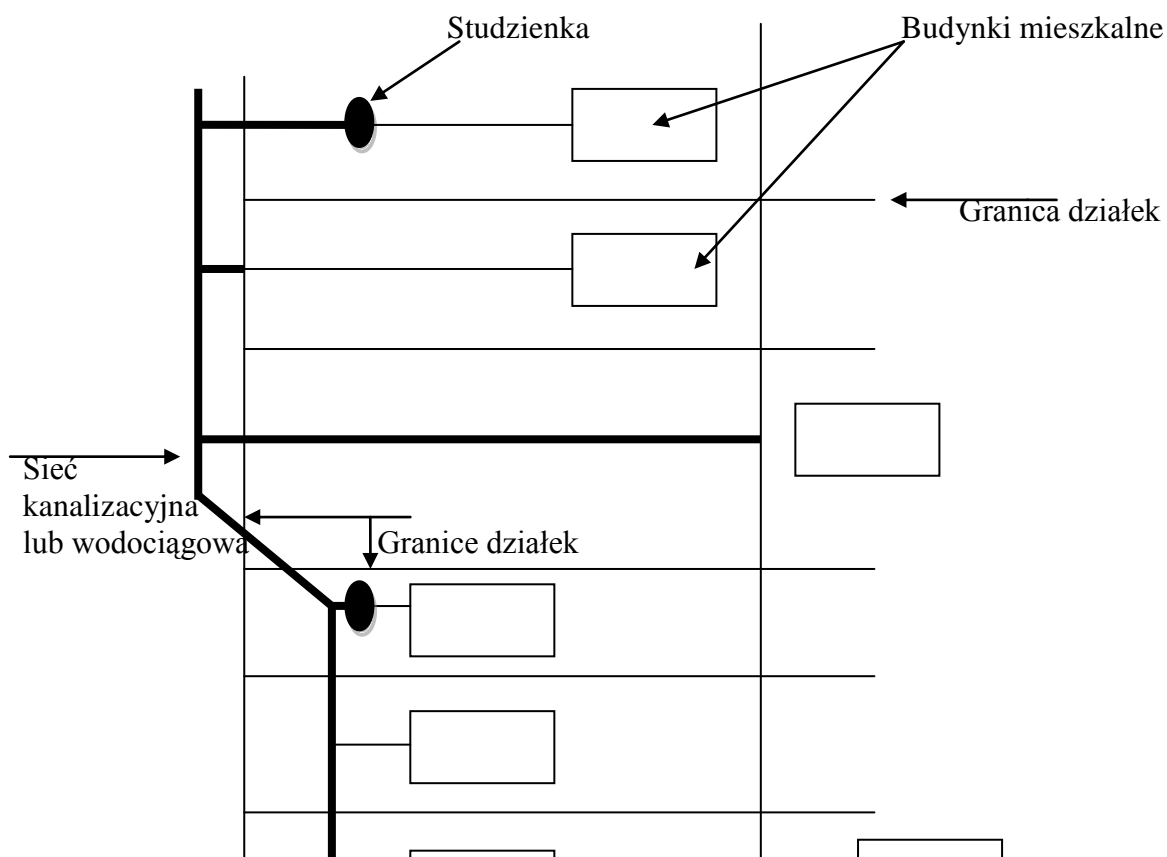 Studzienka
Budynki mieszkalne
Granica działek
Sieć
kanalizacyjna
lub wodociągowa
Granice działek